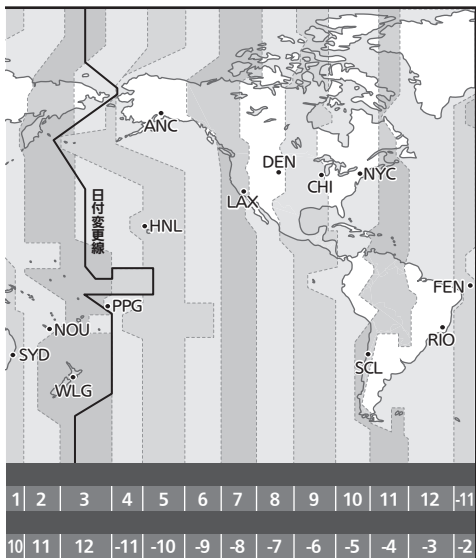 ANC
DEN
CHI
NYC
LAX
日付変更線
HNL
FEN
PPG
NOU
RIO
SYD
SCL
WLG
1 2 3 4 5 6 7 8 9 10 11 12 -11
10 11 12 -11 -10 -9 -8 -7 -6 -5 -4 -3 -2